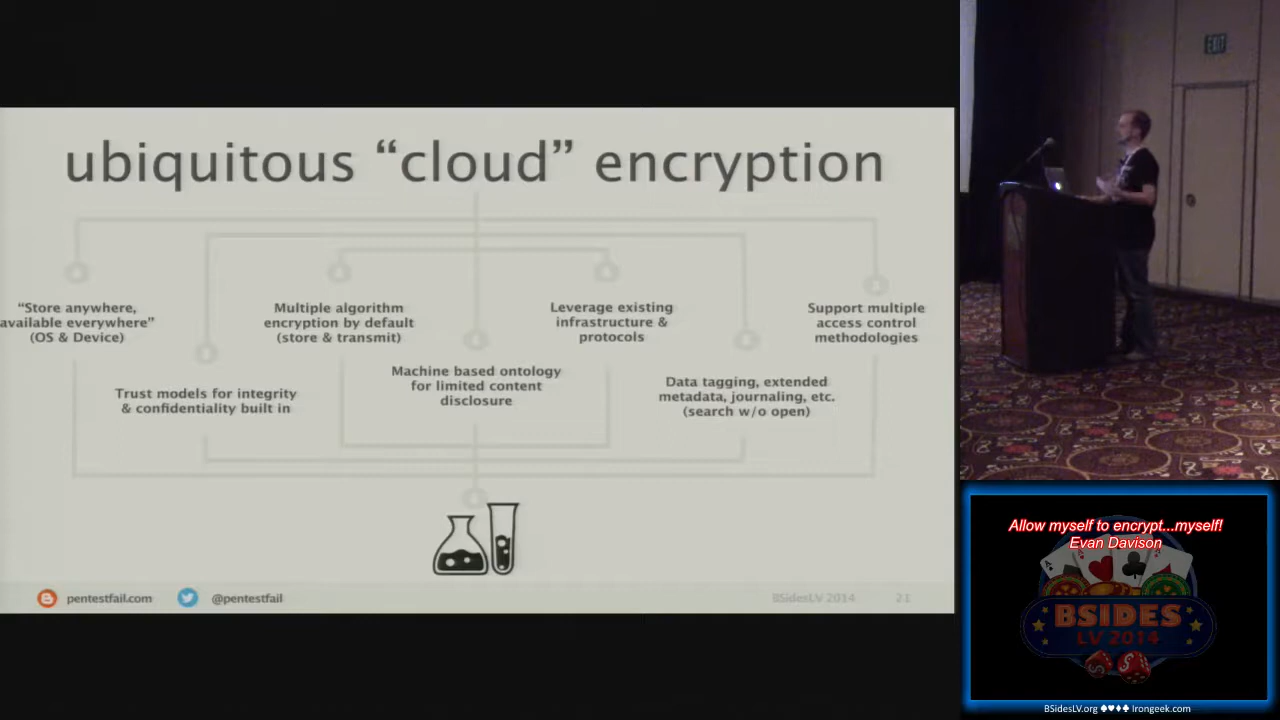 ubiquitous “cloud” encryption
“Store anywhere,
available everywhere”
(OS & Device)
Multiple algorithm
encryption by default
(store & transmit)
Leverage existing
infrastructure &
protocols
Support multiple
access control
methodologies
Trust models for integrity
& confidentiality built in
Machine based ontology
for limited content
disclosure
Data tagging, extended
metadata, journaling, etc.
(search w/o open)
pentestfail.com
@pentestfail
BSidesLV 2014
21
EXIT
Allow myself to encrypt...myself!
Evan Davison
BSIDES
LV 2014
BSidesLV.org ♠♥♦♣ Irongeek.com